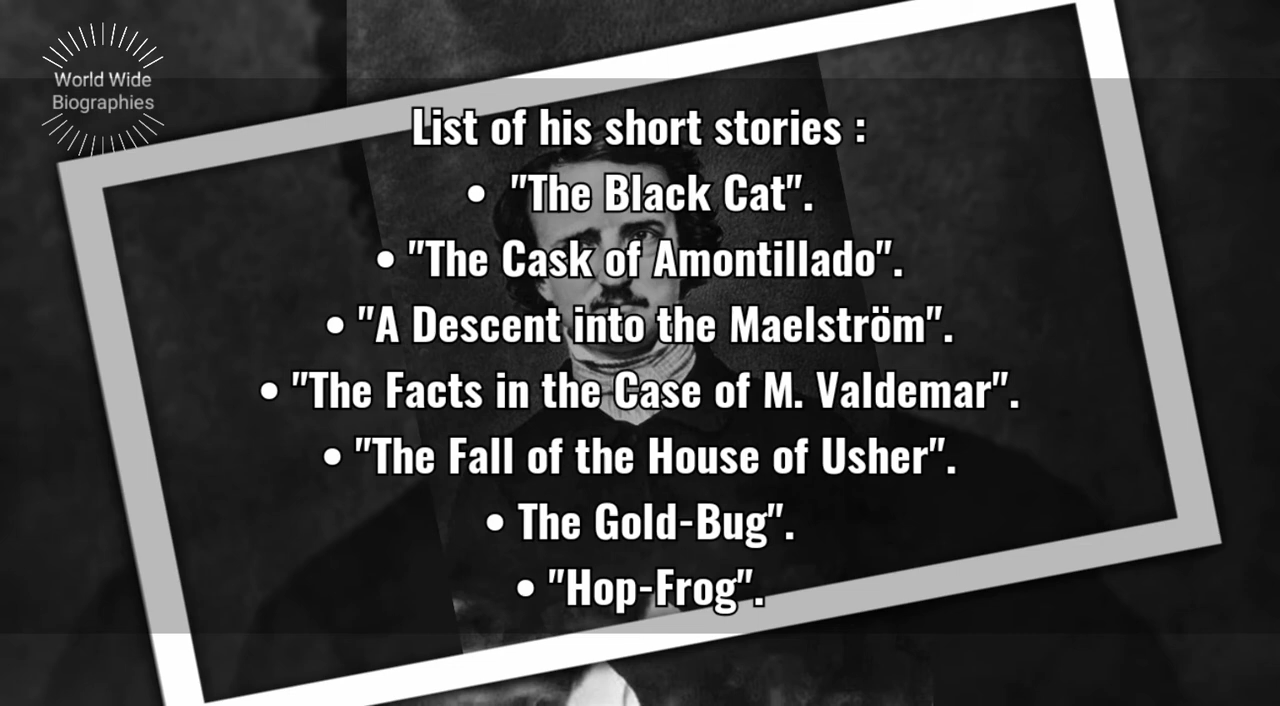 World Wide
Biographies
List of his short stories :
• "The Black Cat".
• "The Cask of Amontillado".
• "A Descent into the Maelström".
• "The Facts in the Case of M. Valdemar".
• "The Fall of the House of Usher".
• The Gold-Bug".
• "Hop-Frog".